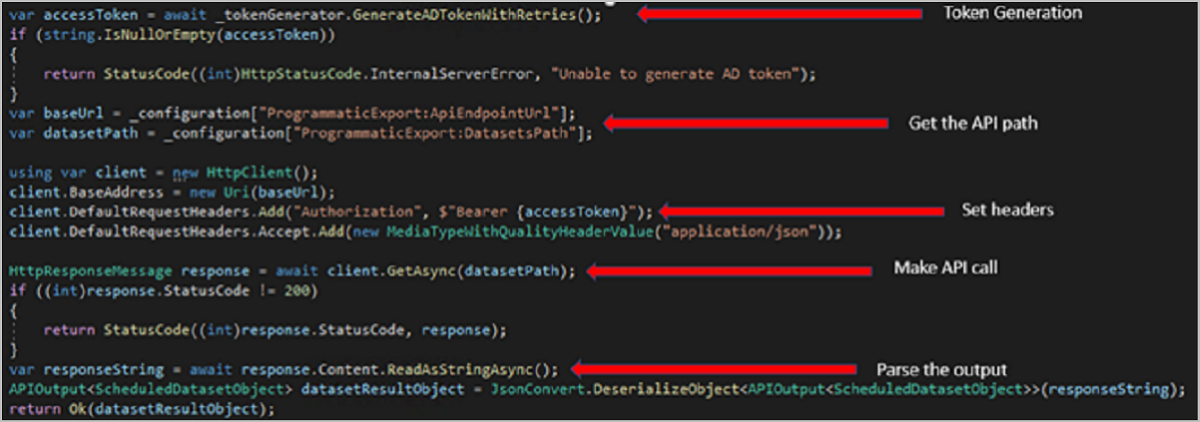 var accessToken = await _tokenGenerator.GenerateADTokenWithRetries(); Token Generation
if (string.IsNullOrEmpty(accessToken))
{
return StatusCode((int)HttpStatusCode.InternalServerError, "Unable to generate AD token");
}
var baseUrl = _configuration["ProgrammaticExport:ApiEndpointUrl"];
Get the API path
var datasetPath = _configuration["ProgrammaticExport:DatasetsPath"];
using var client = new HttpClient();
client.BaseAddress = new Uri(baseUrl);
client.DefaultRequestHeaders.Add("Authorization", $"Bearer {accessToken}"); Set headers
client.DefaultRequestHeaders.Accept.Add(new MediaTypeWithQualityHeaderValue("application/json"));
HttpResponseMessage response = await client.GetAsync(datasetPath); Make API call
if ((int)response.StatusCode != 200)
{
return StatusCode((int)response.StatusCode, response);
}
var responseString = await response.Content.ReadAsStringAsync(); Parse the output
APIOutput<ScheduledDatasetObject> datasetResultObject = JsonConvert.DeserializeObject<APIOutput<ScheduledDatasetObject>>(responseString);
return Ok(datasetResultObject);